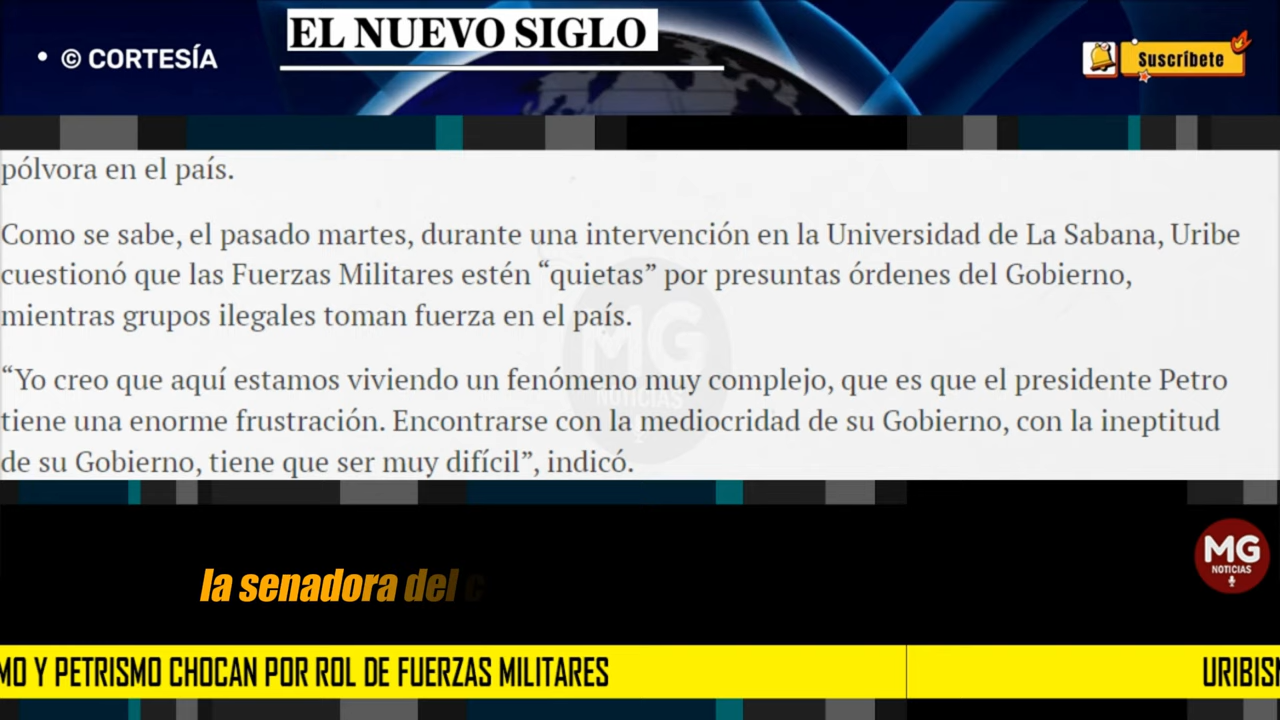 • © CORTESÍA
EL NUEVO SIGLO
Suscríbete
pólvora en el país.
Como se sabe, el pasado martes, durante una intervención en la Universidad de La Sabana, Uribe
cuestionó que las Fuerzas Militares estén “quietas” por presuntas órdenes del Gobierno,
mientras grupos ilegales toman fuerza en el país.
“Yo creo que aquí estamos viviendo un fenómeno muy complejo, que es que el presidente Petro
tiene una enorme frustración. Encontrarse con la mediocridad de su Gobierno, con la ineptitud
de su Gobierno, tiene que ser muy difícil”, indicó.
MG
NOTICIAS
la senadora del c
MG
NOTICIAS
MO Y PETRISMO CHOCAN POR ROL DE FUERZAS MILITARES
URIBIS